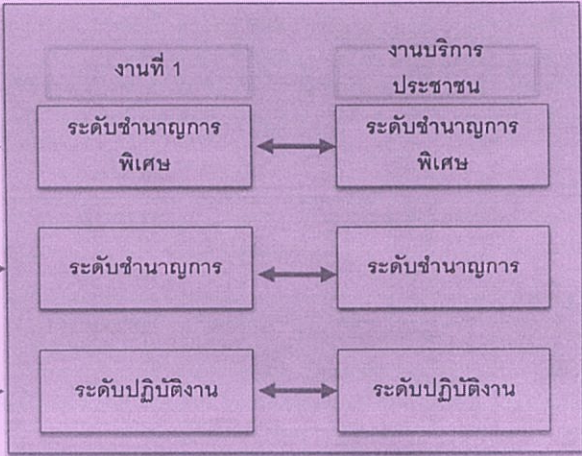 งานที่ 1
งานบริการ
ประชาชน
ระดับชำนาญการ
พิเศษ
ระดับชำนาญการ
พิเศษ
ระดับชำนาญการ
ระดับชำนาญการ
ระดับปฏิบัติงาน
ระดับปฏิบัติงาน